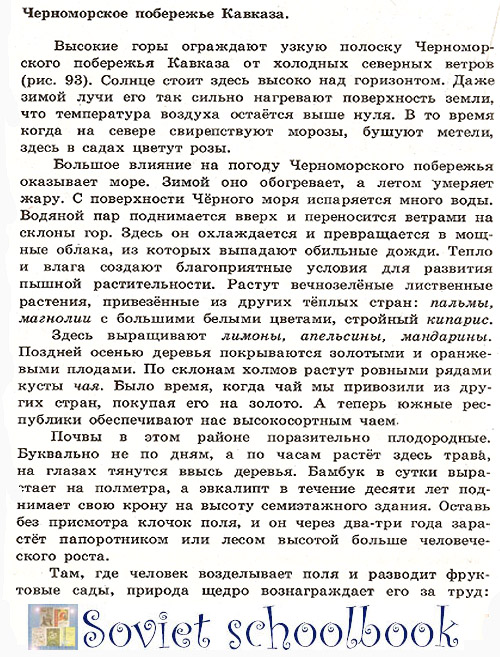 Черноморское побережье Кавказа.
Высокие горы ограждают узкую полоску Черномор-
ского побережья Кавказа от холодных северных ветров
(рис. 93). Солнце стоит здесь высоко над горизонтом. Даже
зимой лучи его так сильно нагревают поверхность земли,
что температура воздуха остаётся выше нуля. В то время
когда на севере свирепствуют морозы, бушуют метели,
здесь в садах цветут розы.
Большое влияние на погоду Черноморского побережья
оказывает море. Зимой оно обогревает, а летом умеряет
жару. С поверхности Чёрного моря испаряется много воды.
Водяной пар поднимается вверх и переносится ветрами на
склоны гор. Здесь он охлаждается и превращается в мощ-
ные облака, из которых выпадают обильные дожди. Тепло
и влага создают благоприятные условия для развития
пышной растительности. Растут вечнозелёные лиственные
растения, привезённые из других тёплых стран: пальмы,
магнолии с большими белыми цветами, стройный кипарис.
Здесь выращивают лимоны, апельсины, мандарины.
Поздней осенью деревья покрываются золотыми и оранже-
выми плодами. По склонам холмов растут ровными рядами
кусты чая. Было время, когда чай мы привозили из дру-
гих стран, покупая его на золото. А теперь южные рес-
публики обеспечивают нас высокосортным чаем.
Почвы в этом районе поразительно плодородные.
Буквально не по дням, а по часам растёт здесь трава,
на глазах тянутся ввысь деревья. Бамбук в сутки выра-
стает на полметра, а эвкалипт в течение десяти лет под-
нимает свою крону на высоту семиэтажного здания. Оставь
без присмотра клочок поля, и он через два-три года зара-
стёт папоротником или лесом высотой больше человече-
ского роста.
Там, где человек возделывает поля и разводит фрук-
товые сады, природа щедро вознаграждает его за труд:
Soviet schoolbook